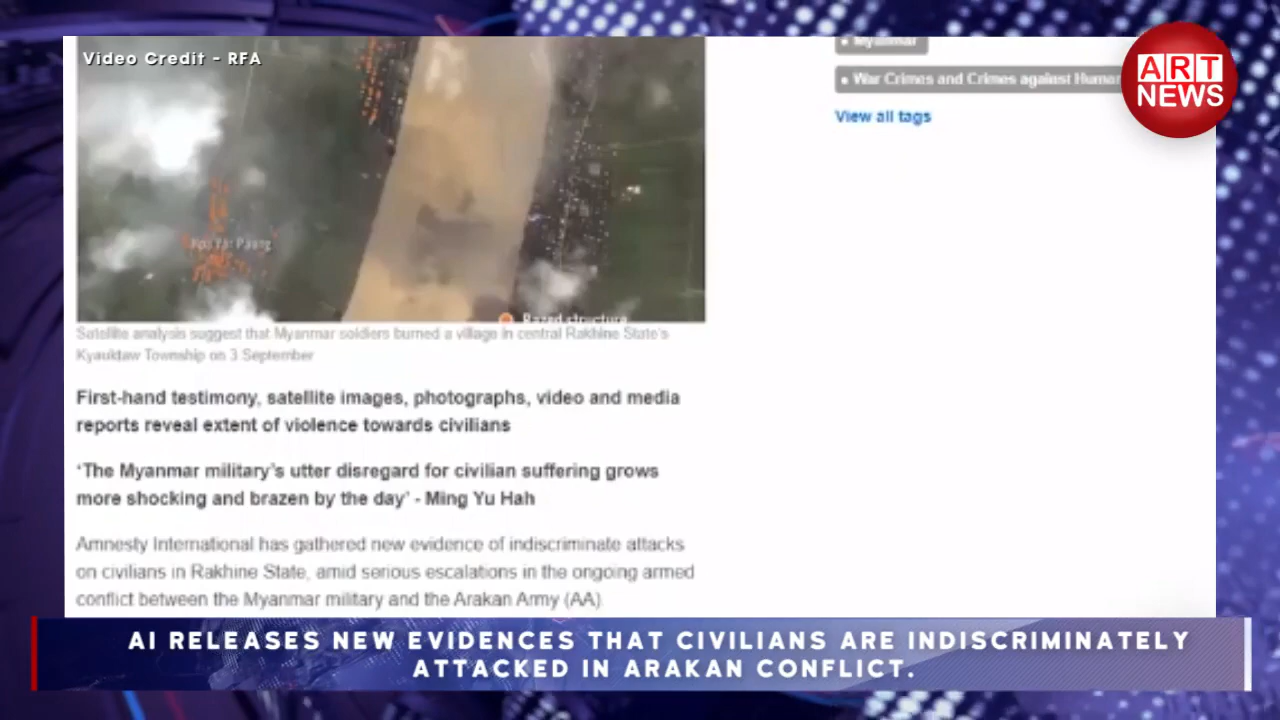 Video Credit - RFA
• Myanmar
• War Crimes and Crimes against Human
View all tags
ART
NEWS
Razed structure
Satellite analysis suggest that Myanmar soldiers burned a village in central Rakhine State's
Kyauktaw Township on 3 September
First-hand testimony, satellite images, photographs, video and media
reports reveal extent of violence towards civilians
'The Myanmar military's utter disregard for civilian suffering grows
more shocking and brazen by the day' - Ming Yu Hah
Amnesty International has gathered new evidence of indiscriminate attacks
on civilians in Rakhine State, amid serious escalations in the ongoing armed
conflict between the Myanmar military and the Arakan Army (AA).
AI RELEASES NEW EVIDENCES THAT CIVILIANS ARE INDISCRIMINATELY
ATTACKED IN ARAKAN CONFLICT.